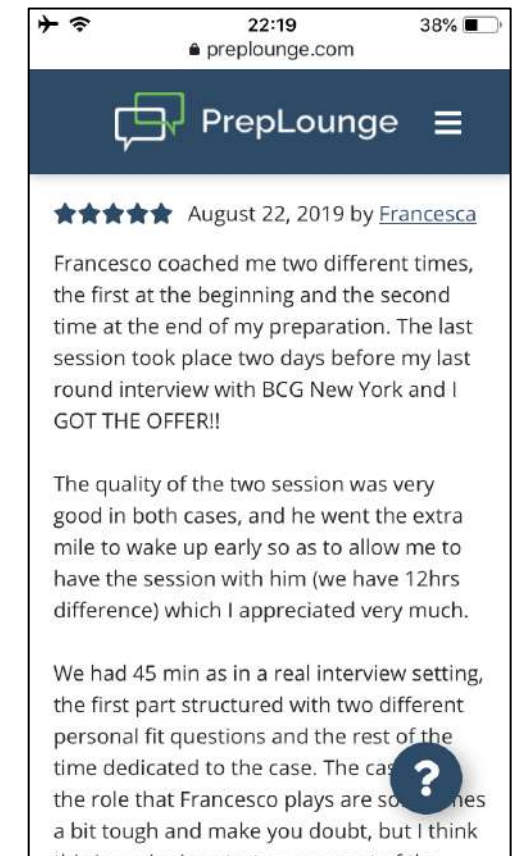 22:19
38%
preplounge.com
PrepLounge
August 22, 2019 by Francesca
Francesco coached me two different times,
the first at the beginning and the second
time at the end of my preparation. The last
session took place two days before my last
round interview with BCG New York and I
GOT THE OFFER!!
The quality of the two session was very
good in both cases, and he went the extra
mile to wake up early so as to allow me to
have the session with him (we have 12hrs
difference) which I appreciated very much.
We had 45 min as in a real interview setting,
the first part structured with two different
personal fit questions and the rest of the
time dedicated to the case. The
?
the role that Francesco plays are
a bit tough and make you doubt, but I think